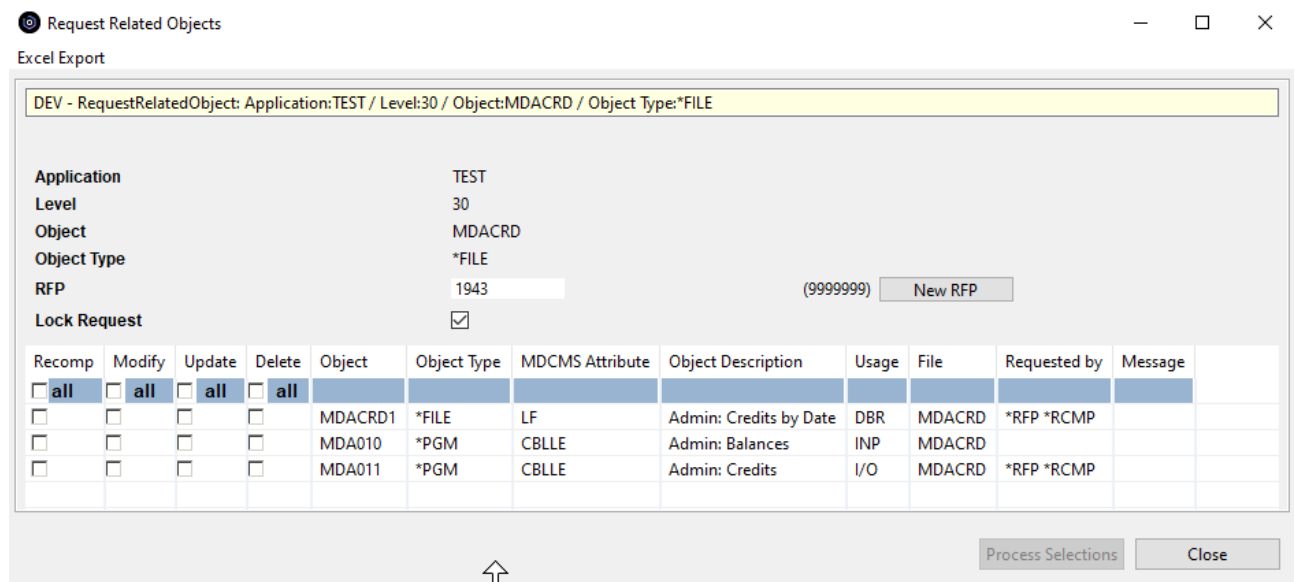 Request Related Objects
Excel Export
DEV - RequestRelatedObject: Application:TEST / Level:30 / Object:MDACRD / Object Type:*FILE
Application TEST
Level 30
Object MDACRD
Object Type *FILE
RFP 1943 (9999999) New RFP
Lock Request
Recomp Modify Update Delete Object Object Type MDCMS Attribute Object Description Usage File Requested by Message
all all all all
MDACRD1 *FILE LF Admin: Credits by Date DBR MDACRD *RFP *RCMP
MDA010 *PGM CBLLE Admin: Balances INP MDACRD
MDA011 *PGM CBLLE Admin: Credits I/O MDACRD *RFP *RCMP
Process Selections Close